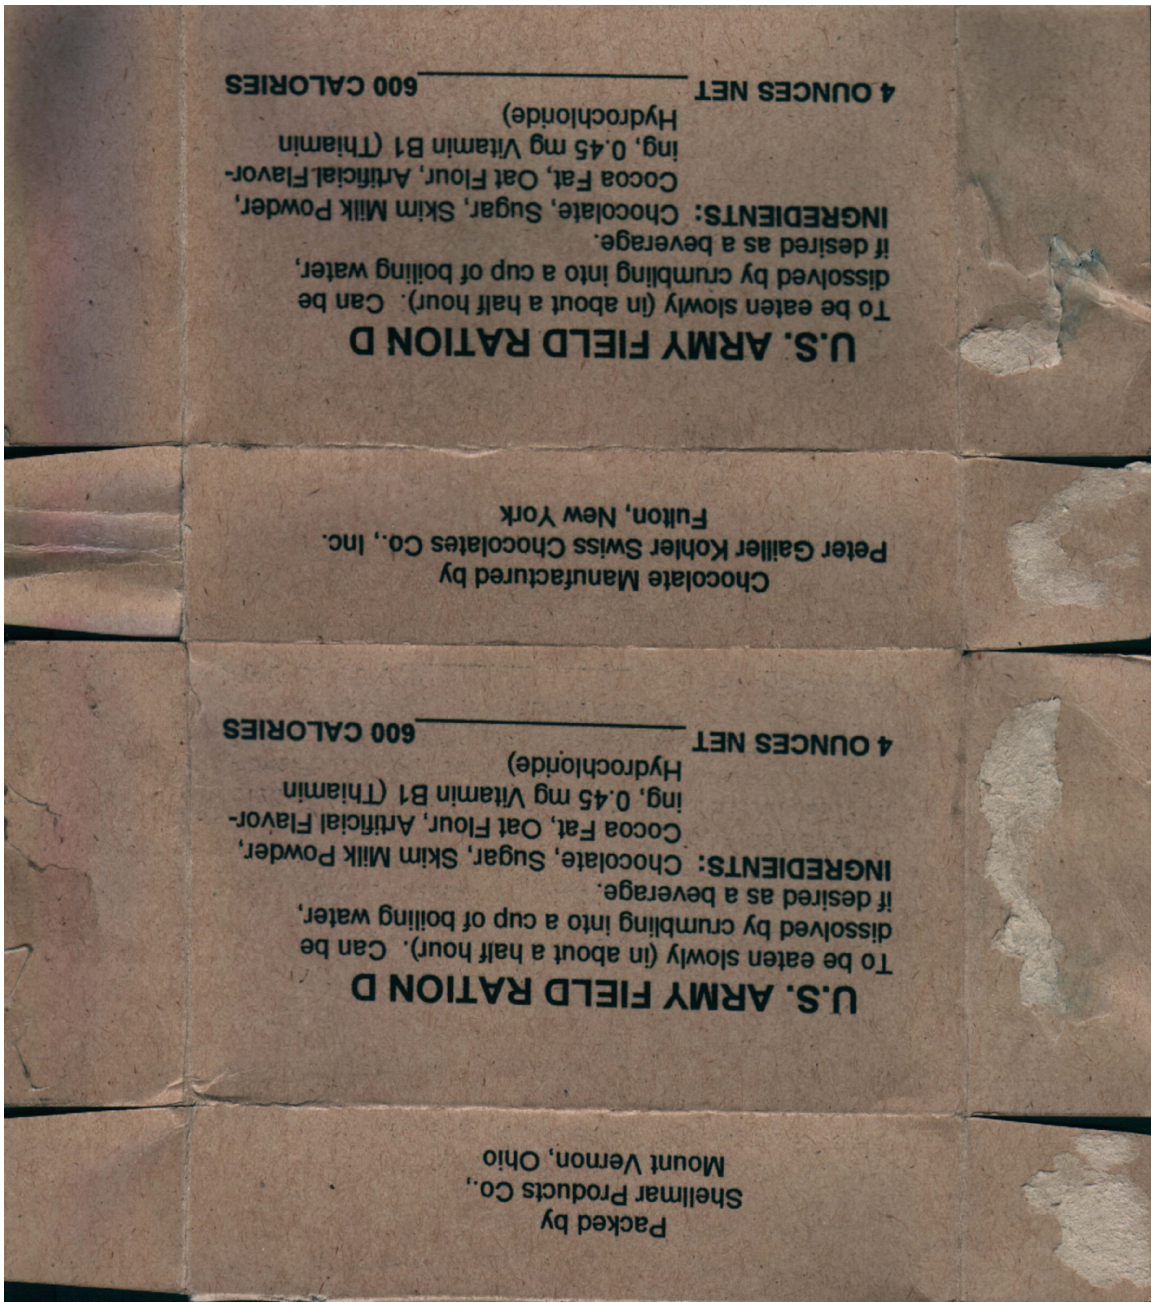 Packed by
Shellmar Products Co.,
Mount Vernon, Ohio
U.S. ARMY FIELD RATION D
To be eaten slowly (in about a half hour). Can be
dissolved by crumbling into a cup of boiling water,
if desired as a beverage.
INGREDIENTS: Chocolate, Sugar, Skim Milk Powder,
Cocoa Fat, Oat Flour, Artificial Flavor-
ing, 0.45 mg Vitamin B1 (Thiamin
Hydrochloride)
4 OUNCES NET ______ 600 CALORIES
Chocolate Manufactured by
Peter Gailler Kohler Swiss Chocolates Co., Inc.
Fulton, New York
U.S. ARMY FIELD RATION D
To be eaten slowly (in about a half hour). Can be
dissolved by crumbling into a cup of boiling water,
if desired as a beverage.
INGREDIENTS: Chocolate, Sugar, Skim Milk Powder,
Cocoa Fat, Oat Flour, Artificial Flavor-
ing, 0.45 mg Vitamin B1 (Thiamin
Hydrochloride)
4 OUNCES NET ______ 600 CALORIES